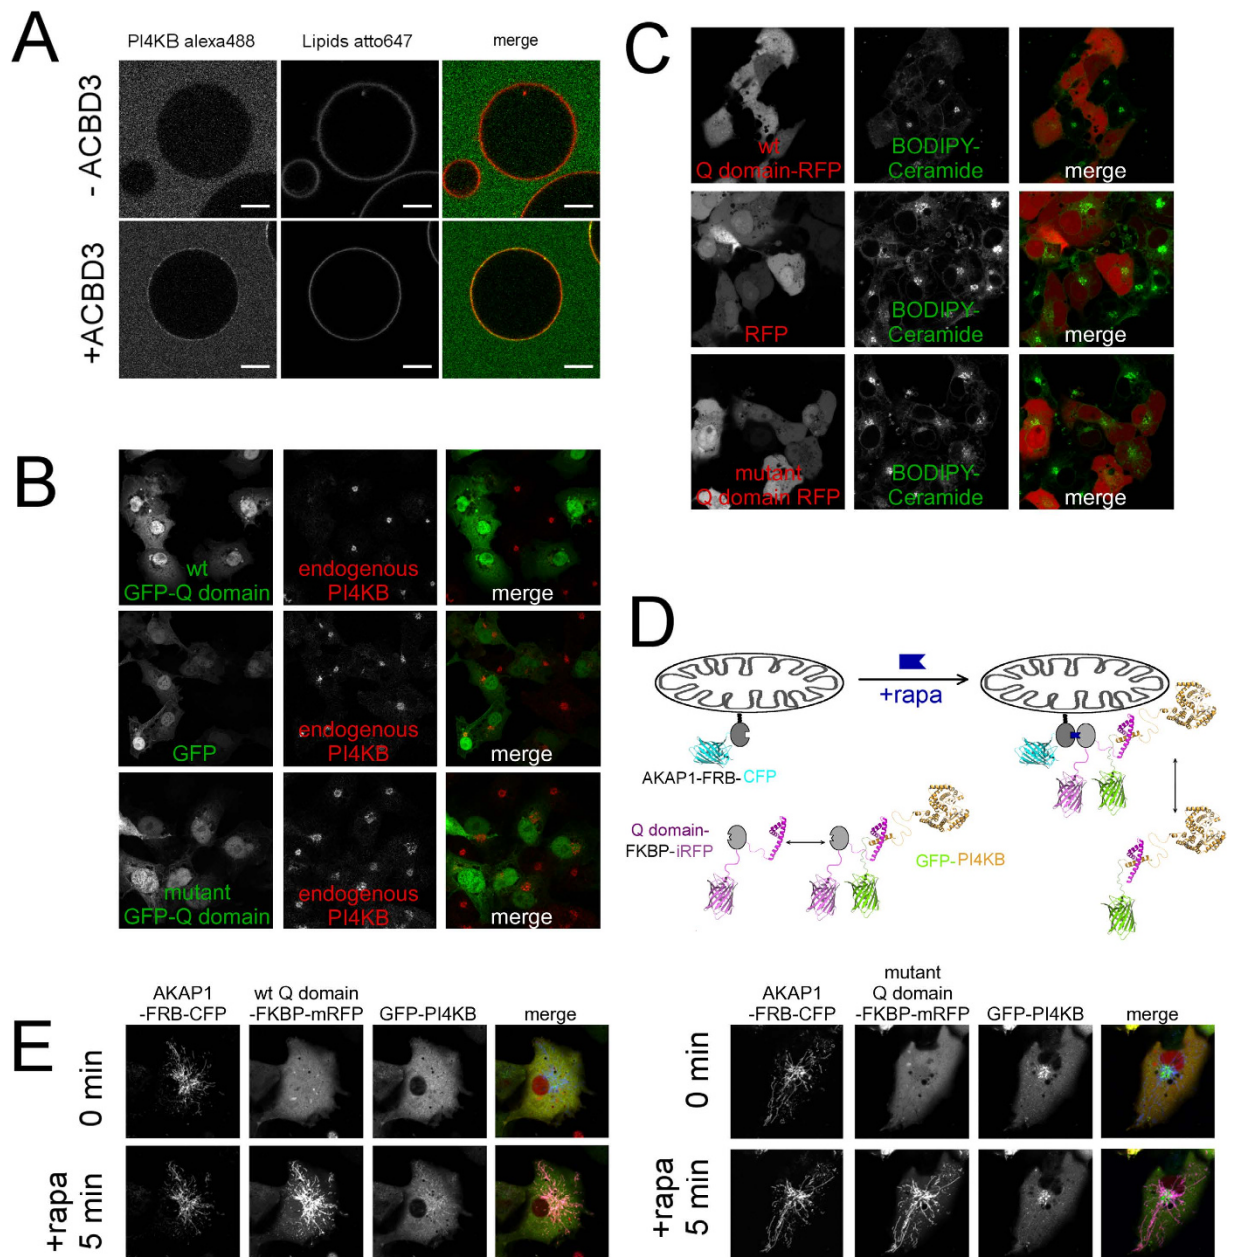 A
PI4KB alexa488
Lipids atto647
merge
- ACBD3
+ACBD3
B
wt
GFP-Q domain
endogenous
PI4KB
merge
GFP
endogenous
PI4KB
merge
mutant
GFP-Q domain
endogenous
PI4KB
merge
C
wt
Q domain-RFP
BODIPY-
Ceramide
merge
RFP
BODIPY-
Ceramide
merge
mutant
Q domain RFP
BODIPY-
Ceramide
merge
D
+rapa
AKAP1-FRB-CFP
Q domain-
FKBP-iRFP
GFP-PI4KB
E
AKAP1
-FRB-CFP
wt Q domain
-FKBP-mRFP
GFP-PI4KB
merge
0 min
+rapa
5 min
AKAP1
-FRB-CFP
mutant
Q domain
-FKBP-mRFP
GFP-PI4KB
merge
0 min
+rapa
5 min